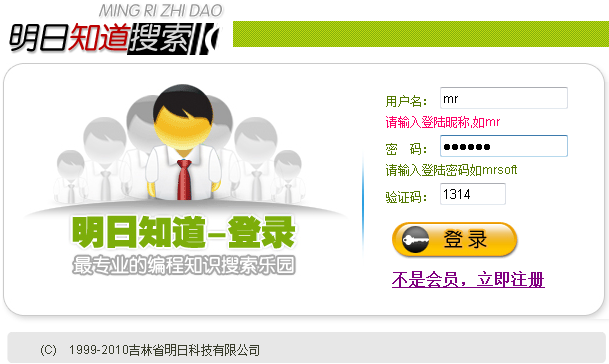 MING RI ZHI DAO
明日知道搜索
用户名： mr
请输入登陆昵称,如mr
密 码： ●●●●●●
请输入登陆密码如mrsoft
验证码： 1314
登录
不是会员，立即注册
明日知道-登录
最专业的编程知识搜索乐园
(C) 1999-2010吉林省明日科技有限公司